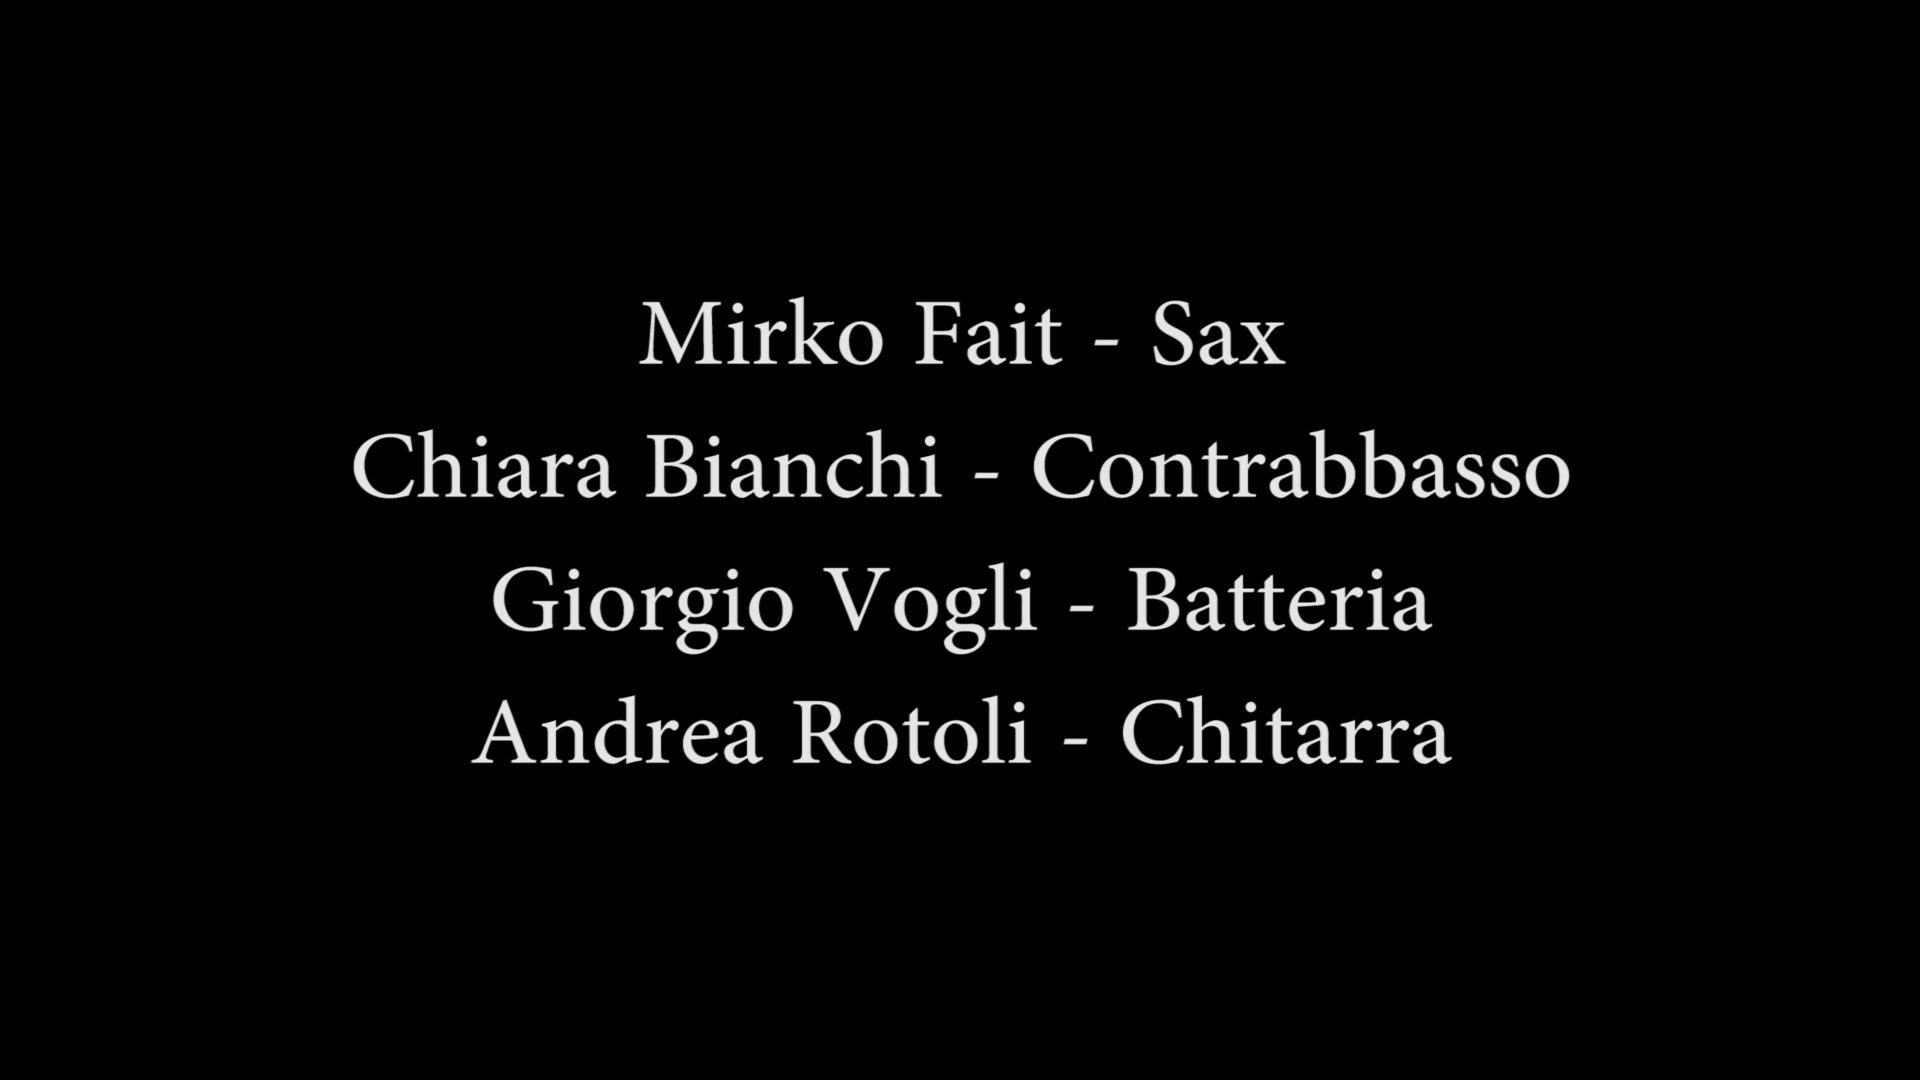 Mirko Fait - Sax
Chiara Bianchi - Contrabbasso
Giorgio Vogli - Batteria
Andrea Rotoli - Chitarra